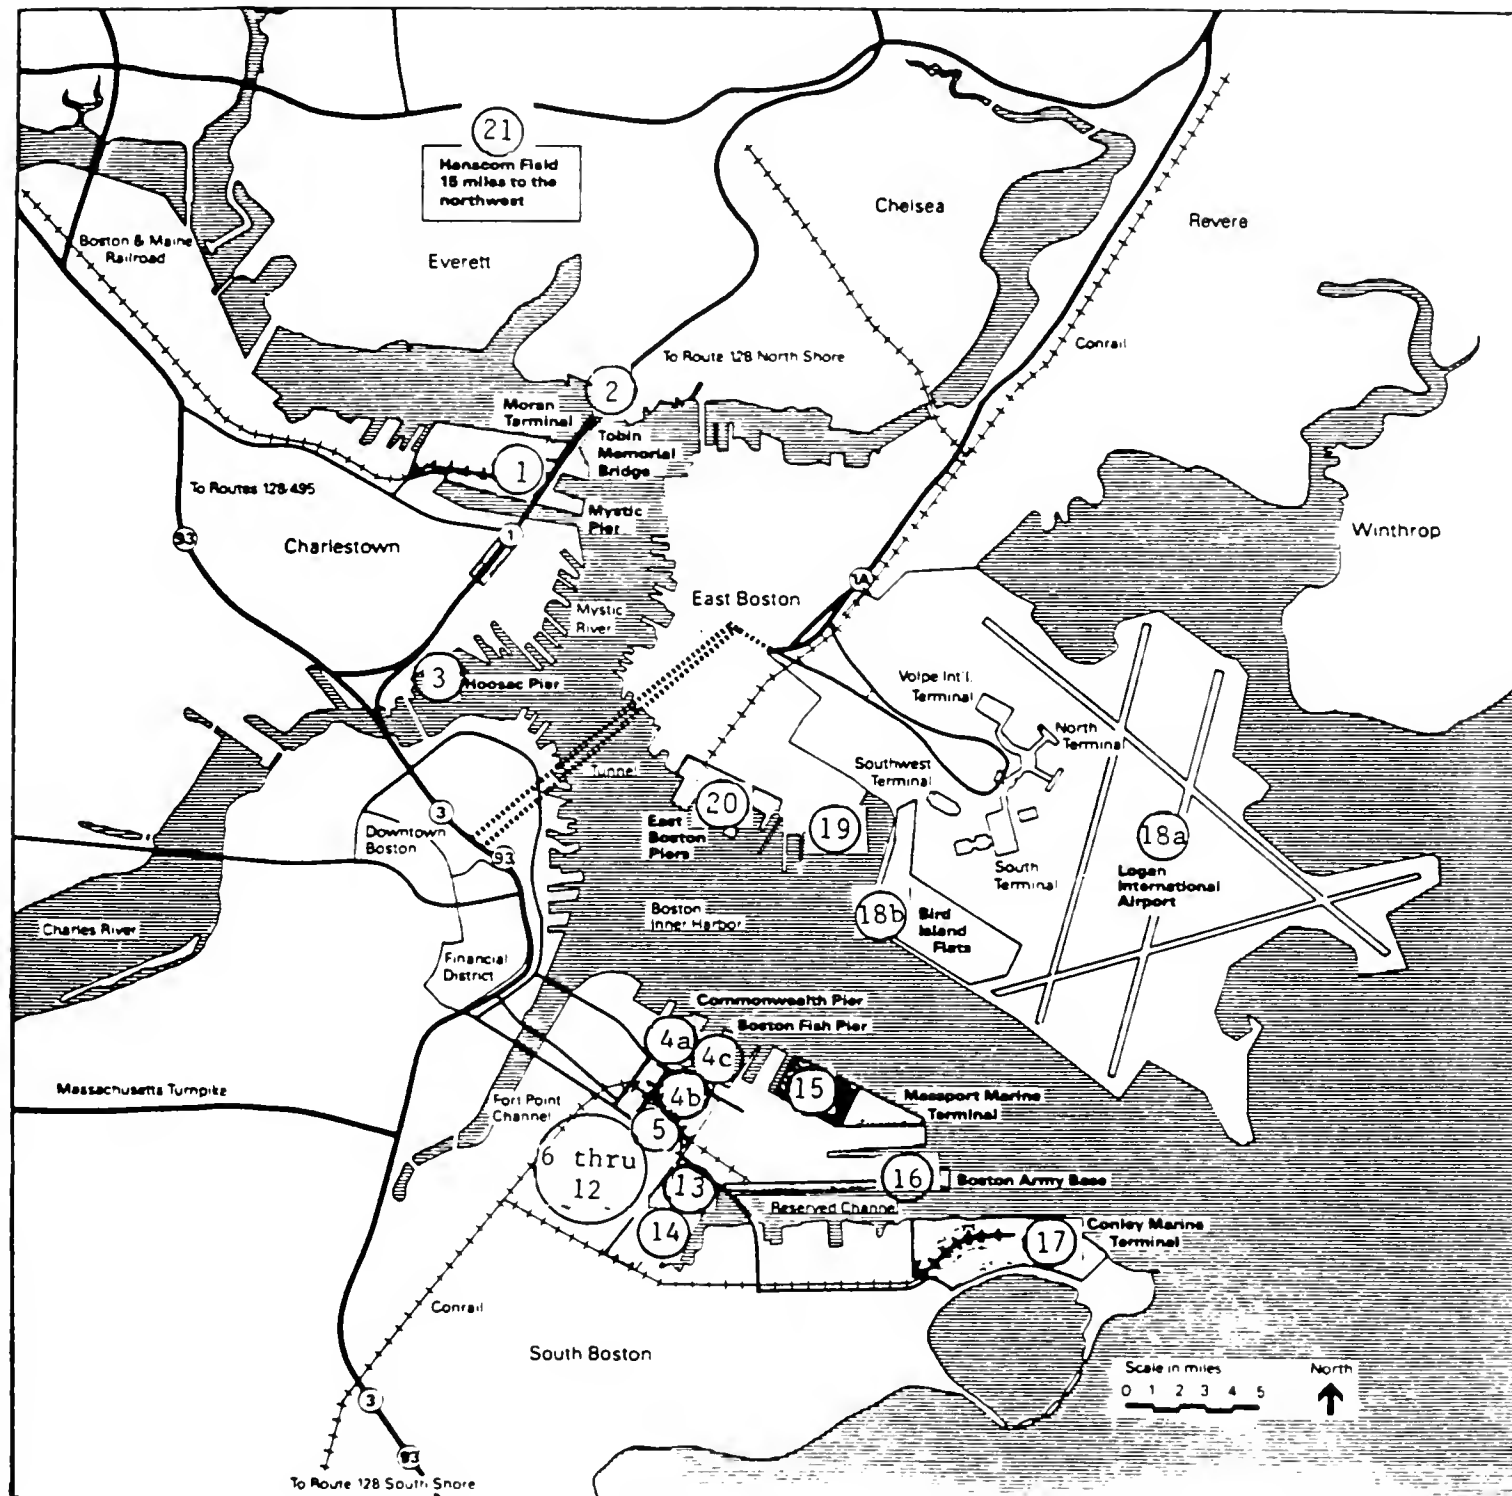 21
Hanscom Field
15 miles to the
northwest
Chelsea
Revere
Boston & Maine
Railroad
Everett
Conrail
To Route 128 North Shore
2
Moran
Terminal
Tobin
Memorial
Bridge
1
To Routes 128-495
Mystic
Pier
93
1
Charlestown
Winthrop
1A
East Boston
Mystic
River
3
Hoosac Pier
Volpe Int'l.
Terminal
North
Terminal
Southwest
Terminal
Tunnel
20
19
3
East
Boston
Piers
Downtown
Boston
93
18a
South
Terminal
Logan
International
Airport
Boston
Inner Harbor
18b
Bird
Island
Flats
Charles River
Financial
District
Commonwealth Pier
Boston Fish Pier
4a
4c
4b
15
Massport Marine
Terminal
Massachusetts Turnpike
Fort Point
Channel
5
6 thru
12
13
16
Boston Army Base
Reserved Channel
14
17
Conley Marine
Terminal
Conrail
South Boston
Scale in miles
0 1 2 3 4 5
North
3
93
To Route 128 South Shore